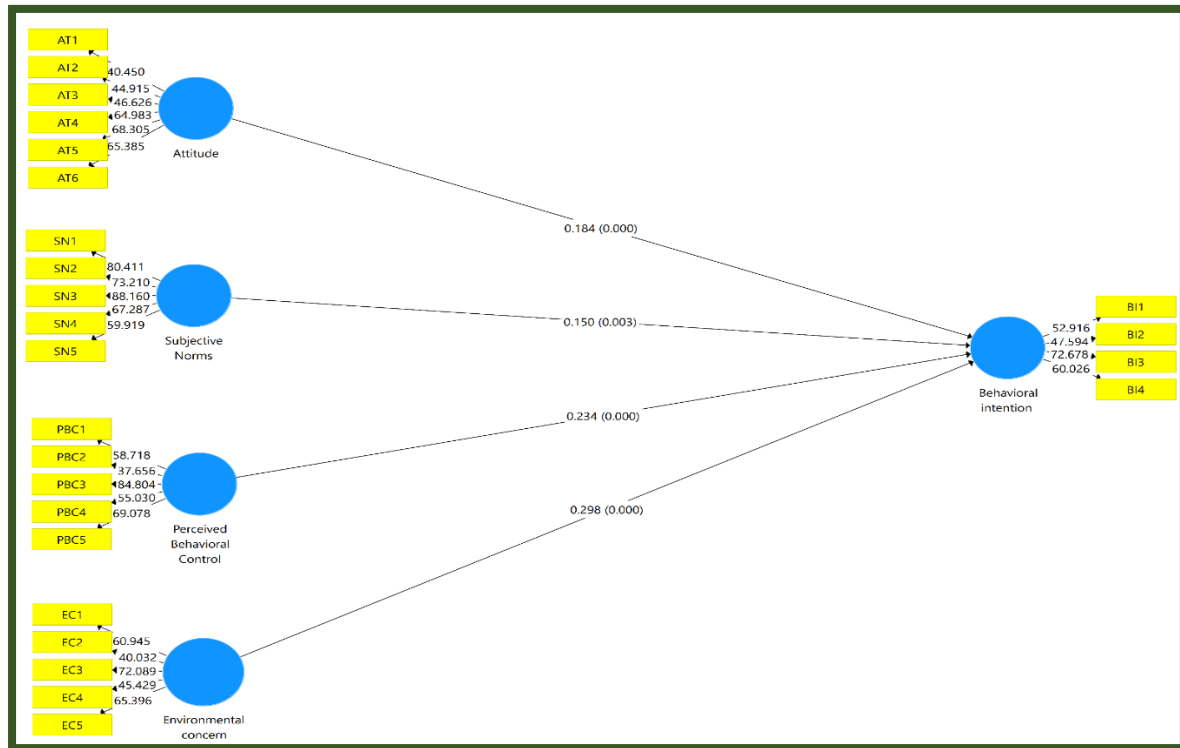 AT1
40.450
AT2
44.915
AT3
46.626
AT4
64.983
68.305
AT5
65.385
AT6
Attitude
0.184 (0.000)
SN1
80.411
SN2
73.210
SN3
88.160
SN4
67.287
59.919
SN5
Subjective
Norms
0.150 (0.003)
BI1
52.916
BI2
47.594
72.678
BI3
60.026
BI4
Behavioral
intention
0.234 (0.000)
PBC1
58.718
PBC2
37.656
PBC3
84.804
55.030
PBC4
69.078
PBC5
Perceived
Behavioral
Control
0.298 (0.000)
EC1
60.945
EC2
40.032
EC3
72.089
45.429
EC4
65.396
EC5
Environmental
concern